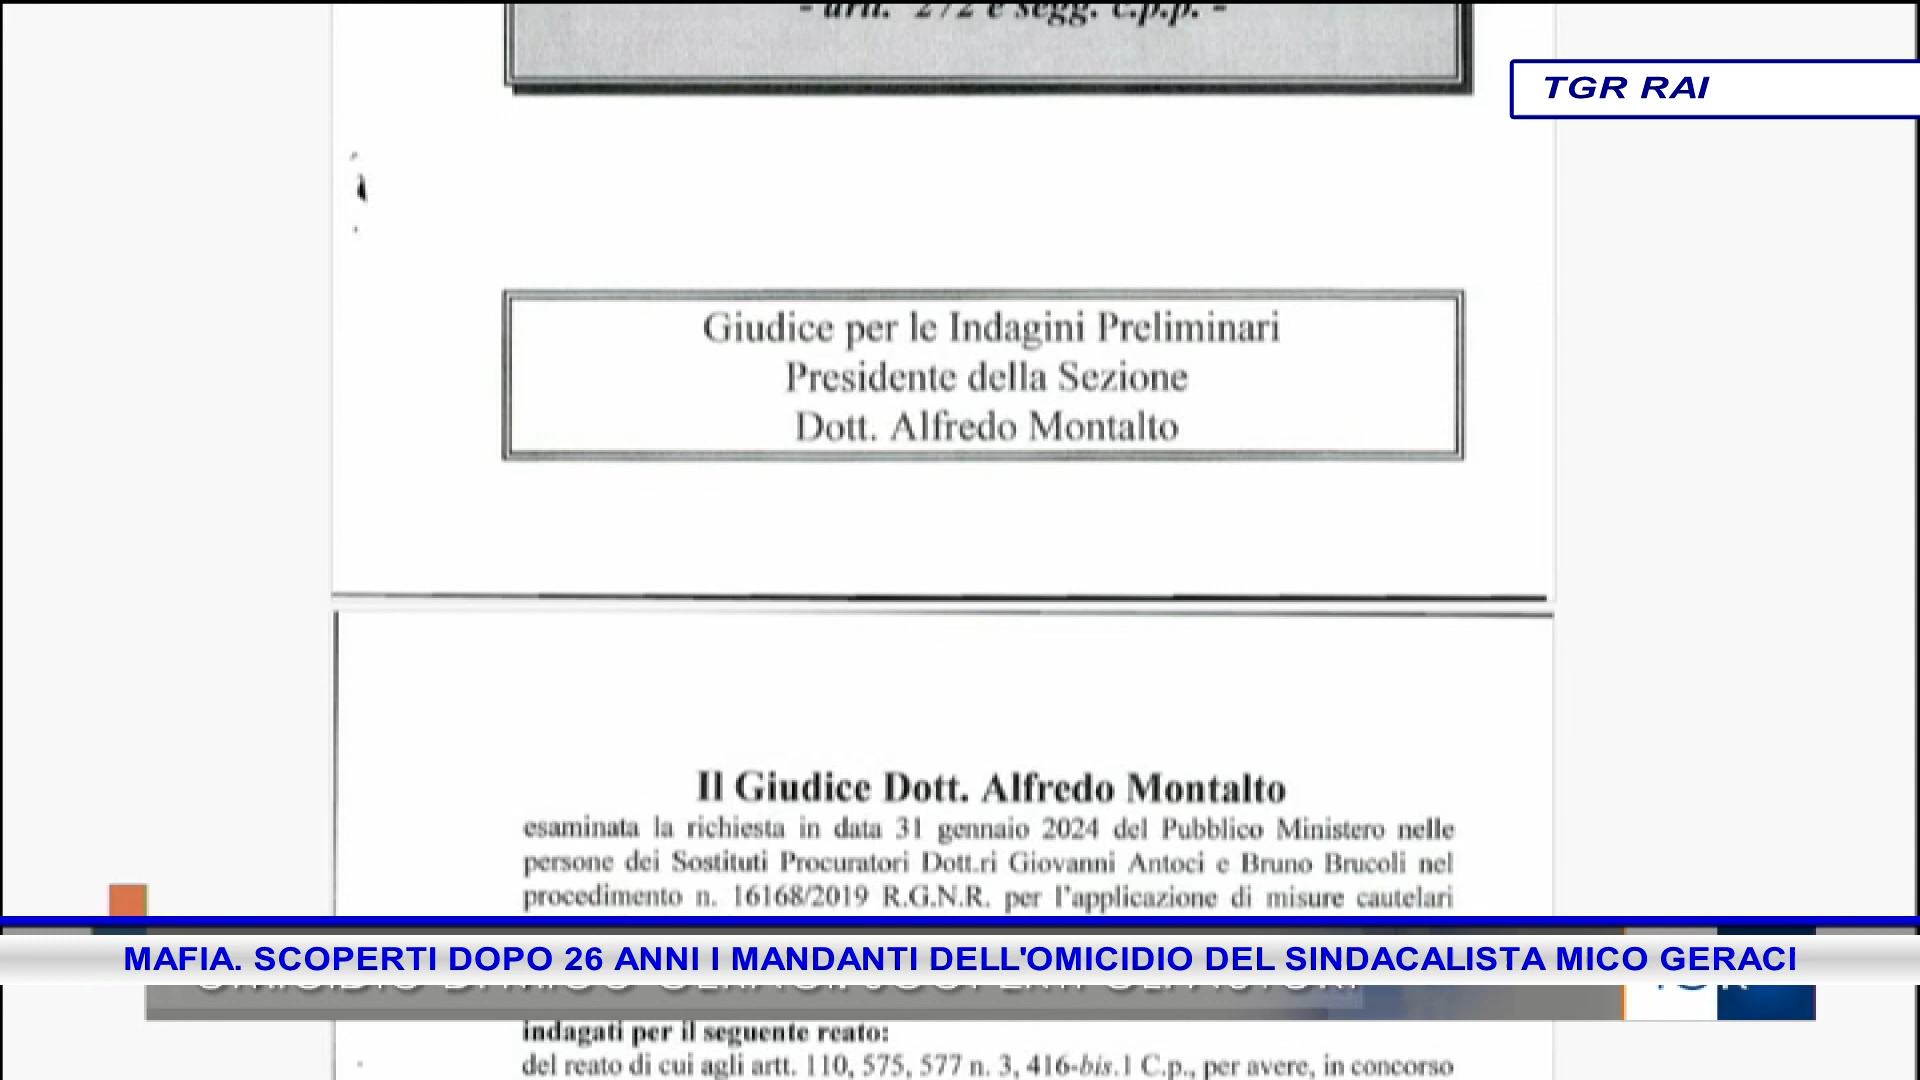 - artt. 272 e segg. c.p.p. -
TGR RAI
Giudice per le Indagini Preliminari
Presidente della Sezione
Dott. Alfredo Montalto
Il Giudice Dott. Alfredo Montalto
esaminata la richiesta in data 31 gennaio 2024 del Pubblico Ministero nelle
persone dei Sostituti Procuratori Dott.ri Giovanni Antoci e Bruno Brucoli nel
procedimento n. 16168/2019 R.G.N.R. per l'applicazione di misure cautelari
MAFIA. SCOPERTI DOPO 26 ANNI I MANDANTI DELL'OMICIDIO DEL SINDACALISTA MICO GERACI
indagati per il seguente reato:
del reato di cui agli artt. 110, 575, 577 n. 3, 416-bis.1 C.p., per avere, in concorso